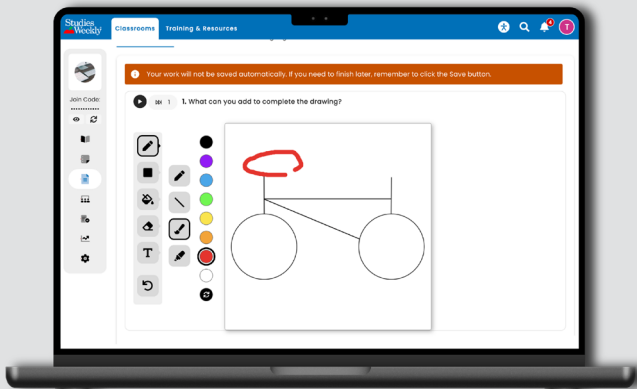 Studies Weekly
Classrooms
Training & Resources
4
T
Your work will not be saved automatically. If you need to finish later, remember to click the Save button.
Join Code:
1
1. What can you add to complete the drawing?
T